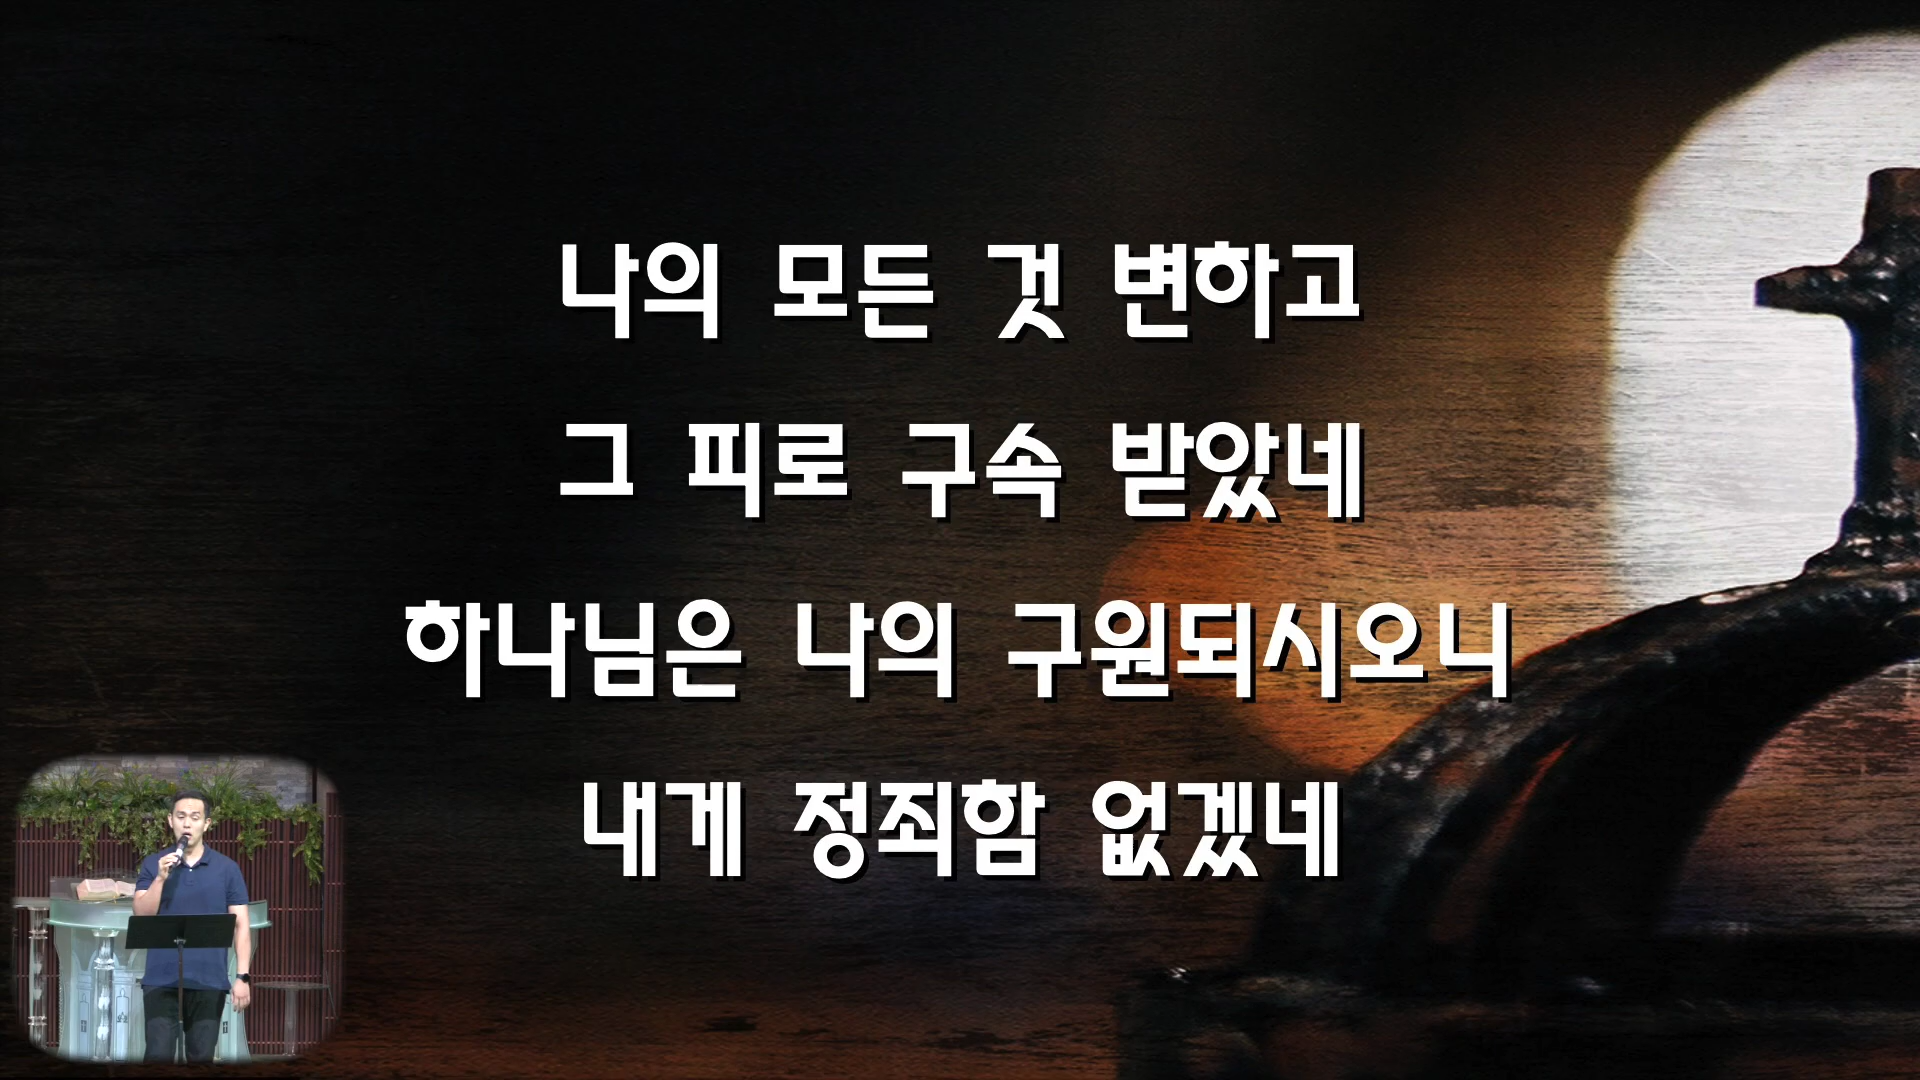 나의 모든 것 변하고
그 피로 구속 받았네
하나님은 나의 구원되시오니
내게 정죄함 없겠네